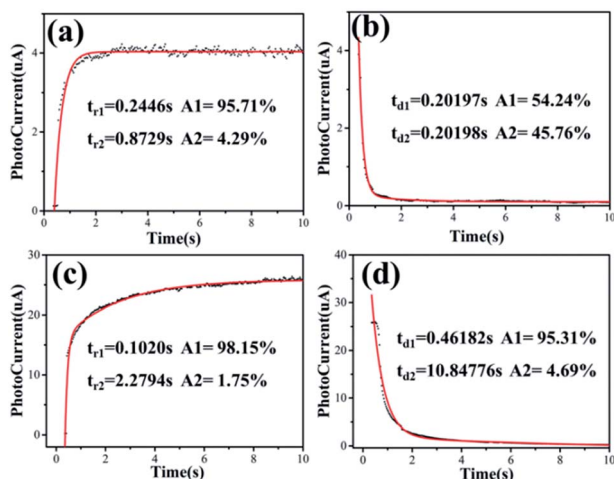 (a)
PhotoCurrent(uA)
4
2
0
tr1=0.2446s A1= 95.71%
tr2=0.8729s A2= 4.29%
0 2 4 6 8 10
Time(s)
(b)
PhotoCurrent(uA)
4
2
0
td1=0.20197s A1= 54.24%
td2=0.20198s A2= 45.76%
0 2 4 6 8 10
Time(s)
(c)
PhotoCurrent(uA)
30
20
10
0
tr1=0.1020s A1= 98.15%
tr2=2.2794s A2= 1.75%
0 2 4 6 8 10
Time(s)
(d)
PhotoCurrent(uA)
40
30
20
10
0
td1=0.46182s A1= 95.31%
td2=10.84776s A2= 4.69%
0 2 4 6 8 10
Time(s)